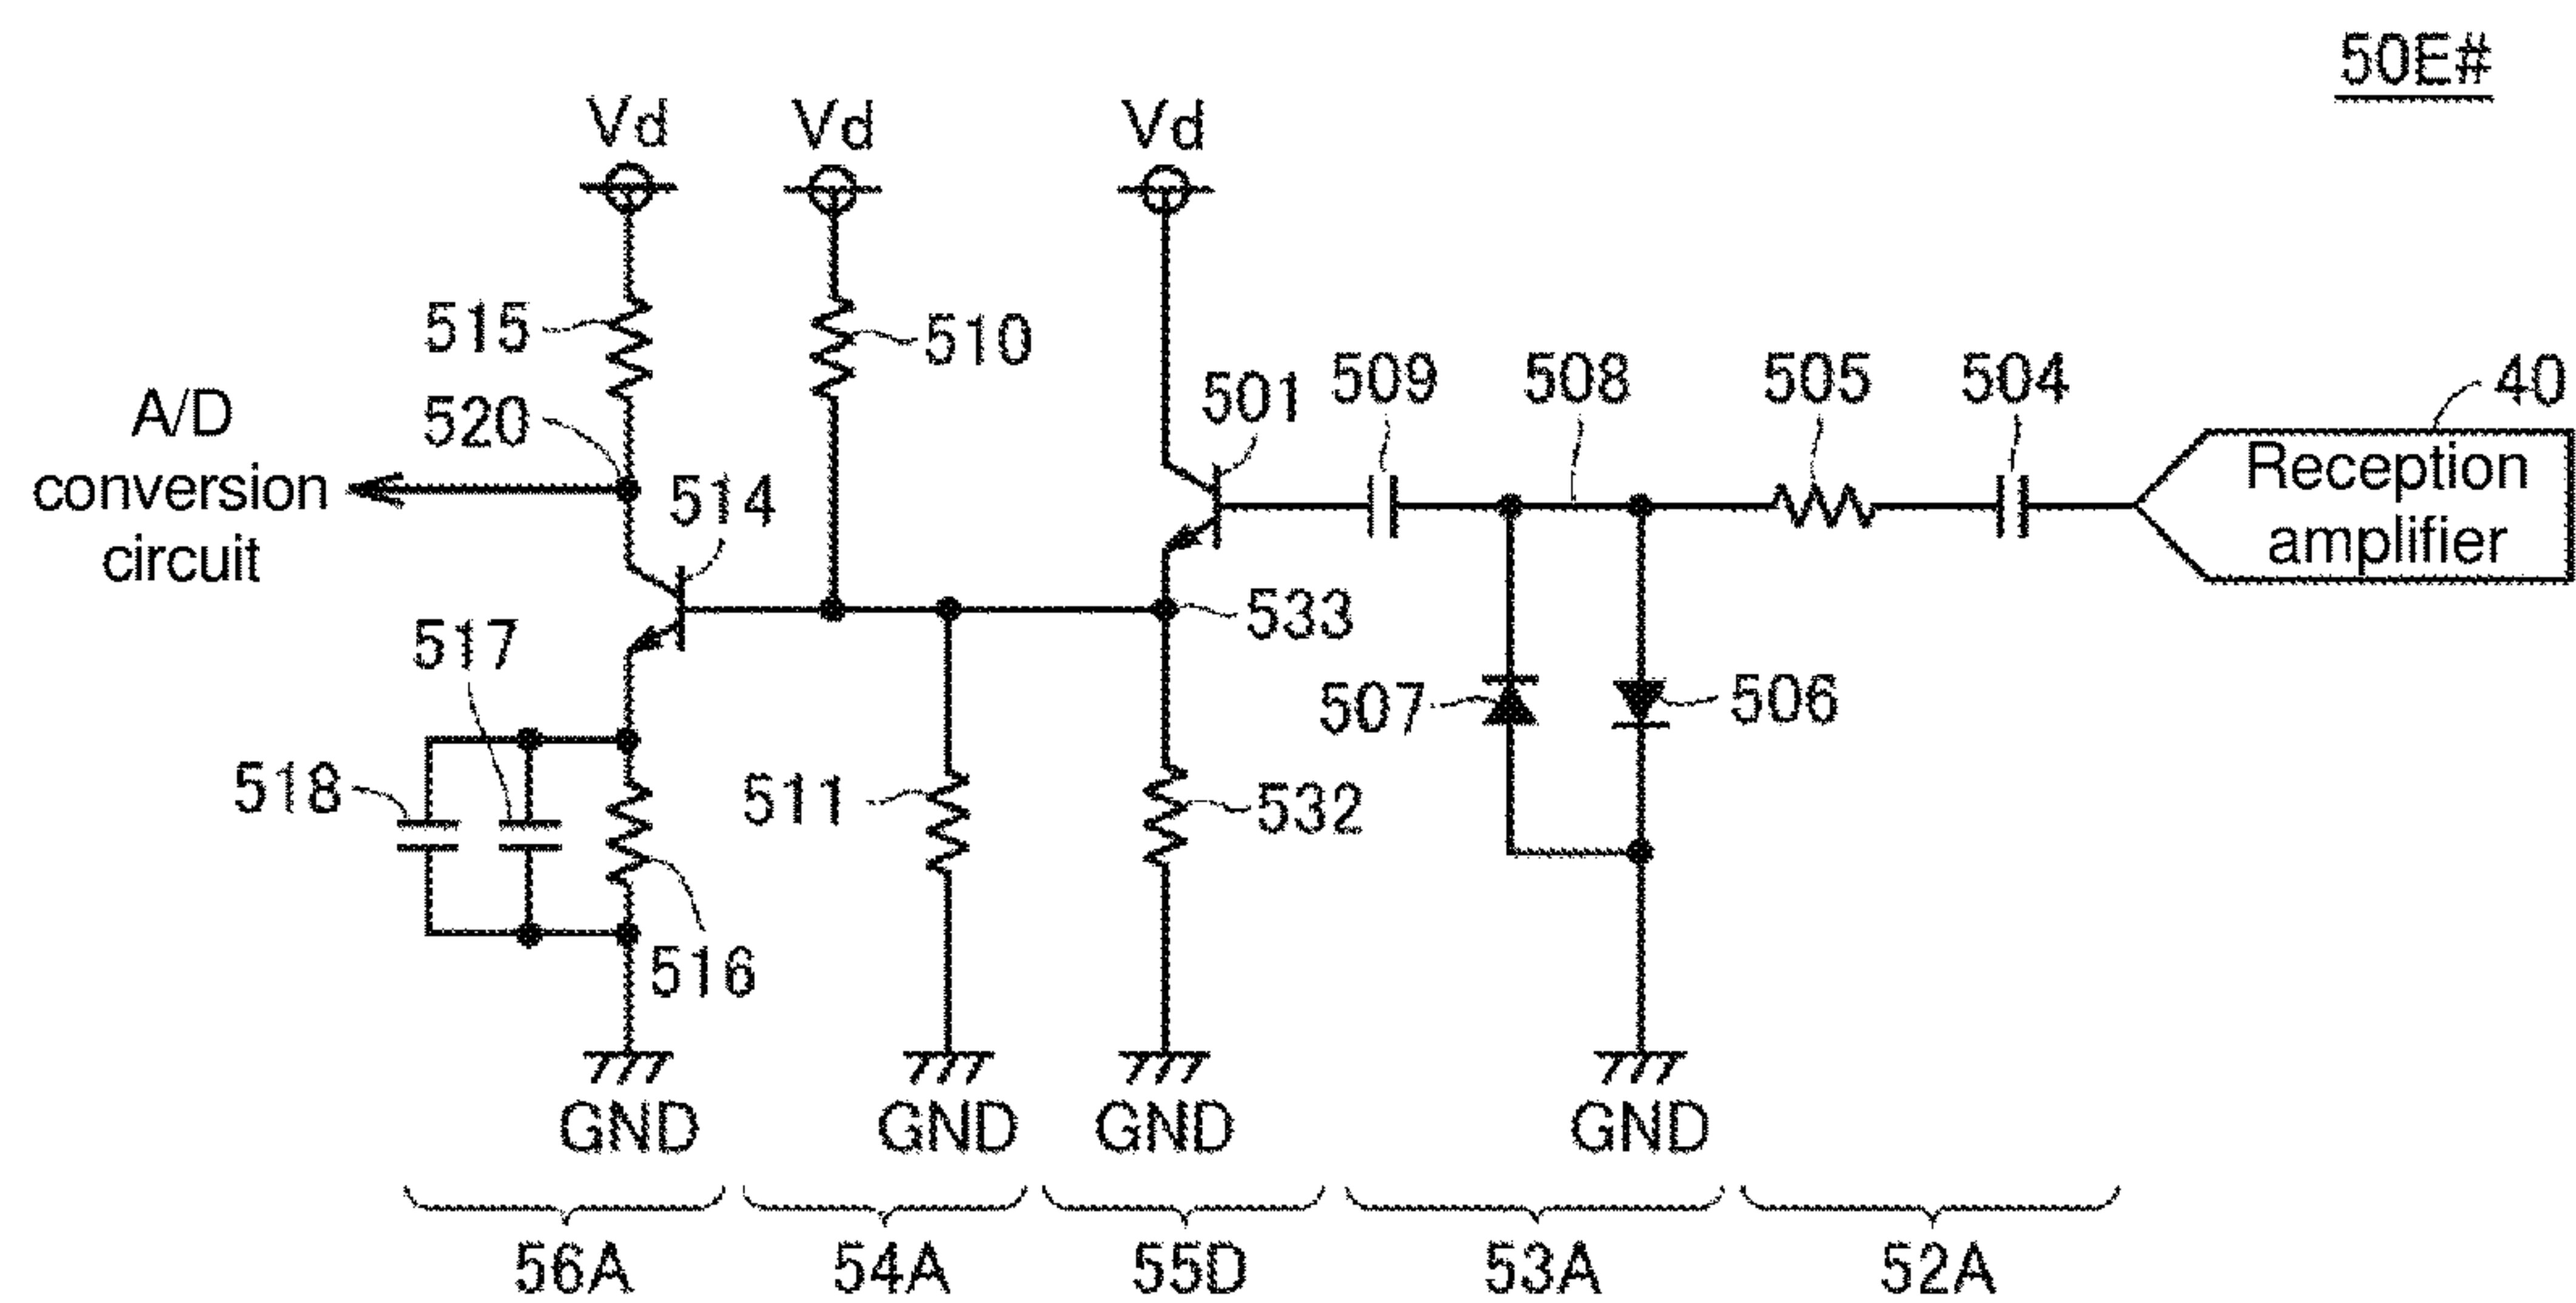 50E#
Vd Vd Vd
515
510
520
501
509
508
505
504
40
A/D
conversion
circuit
Reception
amplifier
514
533
517
507
506
518
511
532
516
GND GND GND GND
56A 54A 55D 53A 52A